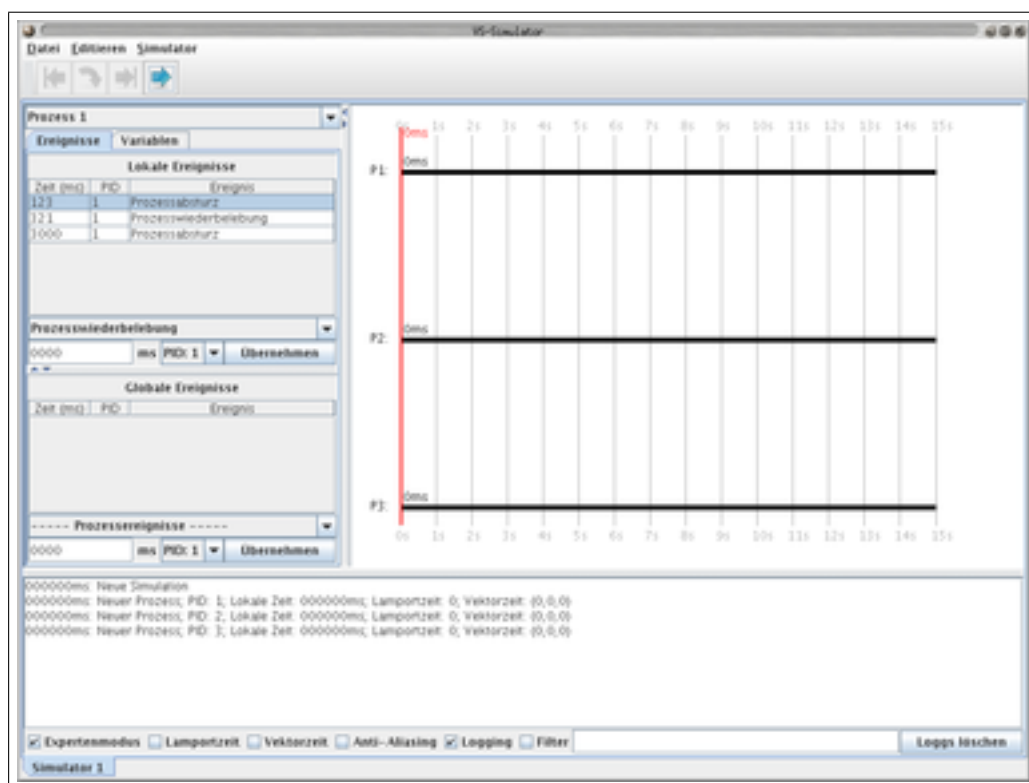 VS-Simulator
Datei Editieren Simulator
Prozess 1
Ereignisse Variablen
Lokale Ereignisse
Zeit (ms) PID Ereignis
123 1 Prozessabsturz
321 1 Prozesswiederbelebung
3000 1 Prozessabsturz
Prozesswiederbelebung
0000 ms PID: 1 Übernehmen
Globale Ereignisse
Zeit (ms) PID Ereignis
----- Prozessereignisse -----
0000 ms PID: 1 Übernehmen
0s 1s 2s 3s 4s 5s 6s 7s 8s 9s 10s 11s 12s 13s 14s 15s
0ms
P1: 0ms
P2: 0ms
P3: 0ms
0s 1s 2s 3s 4s 5s 6s 7s 8s 9s 10s 11s 12s 13s 14s 15s
000000ms: Neue Simulation
000000ms: Neuer Prozess; PID: 1; Lokale Zeit: 000000ms; Lamportzeit: 0; Vektorzeit: (0,0,0)
000000ms: Neuer Prozess; PID: 2; Lokale Zeit: 000000ms; Lamportzeit: 0; Vektorzeit: (0,0,0)
000000ms: Neuer Prozess; PID: 3; Lokale Zeit: 000000ms; Lamportzeit: 0; Vektorzeit: (0,0,0)
Expertenmodus Lamportzeit Vektorzeit Anti-Aliasing Logging Filter Loggs löschen
Simulator 1